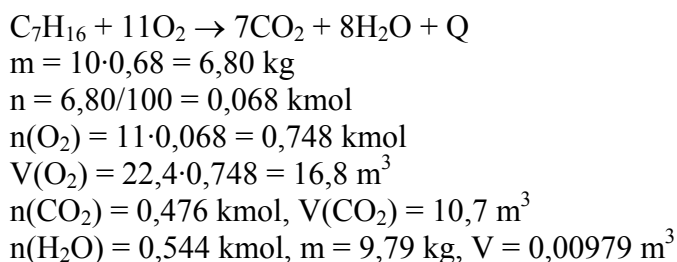 C₇H₁₆ + 11O₂ → 7CO₂ + 8H₂O + Q
m = 10·0,68 = 6,80 kg
n = 6,80/100 = 0,068 kmol
n(O₂) = 11·0,068 = 0,748 kmol
V(O₂) = 22,4·0,748 = 16,8 m³
n(CO₂) = 0,476 kmol, V(CO₂) = 10,7 m³
n(H₂O) = 0,544 kmol, m = 9,79 kg, V = 0,00979 m³